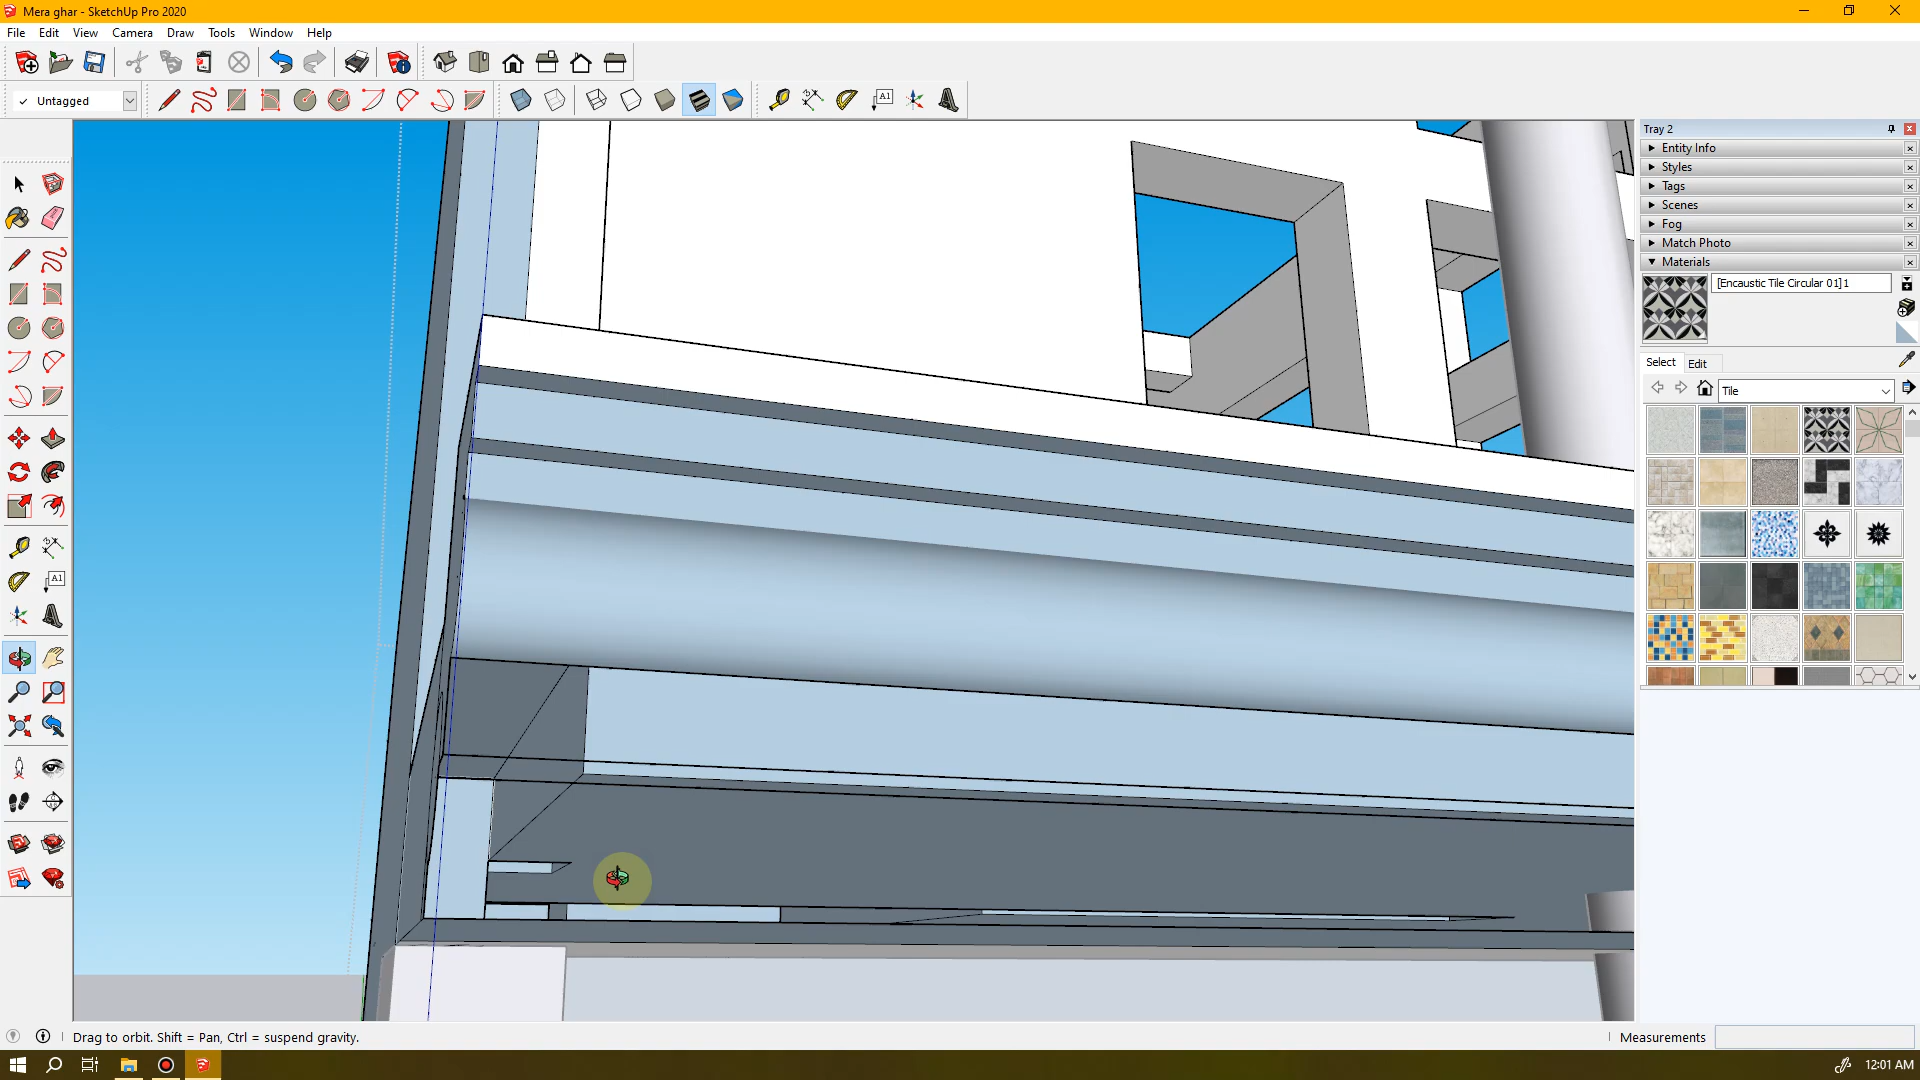 Mera ghar - SketchUp Pro 2020
File Edit View Camera Draw Tools Window Help
Untagged
A1
Tray 2
Entity Info
Styles
Tags
Scenes
Fog
Match Photo
Materials
[Encaustic Tile Circular 01]1
Select Edit
Tile
A1
Drag to orbit. Shift = Pan, Ctrl = suspend gravity.
Measurements
12:01 AM